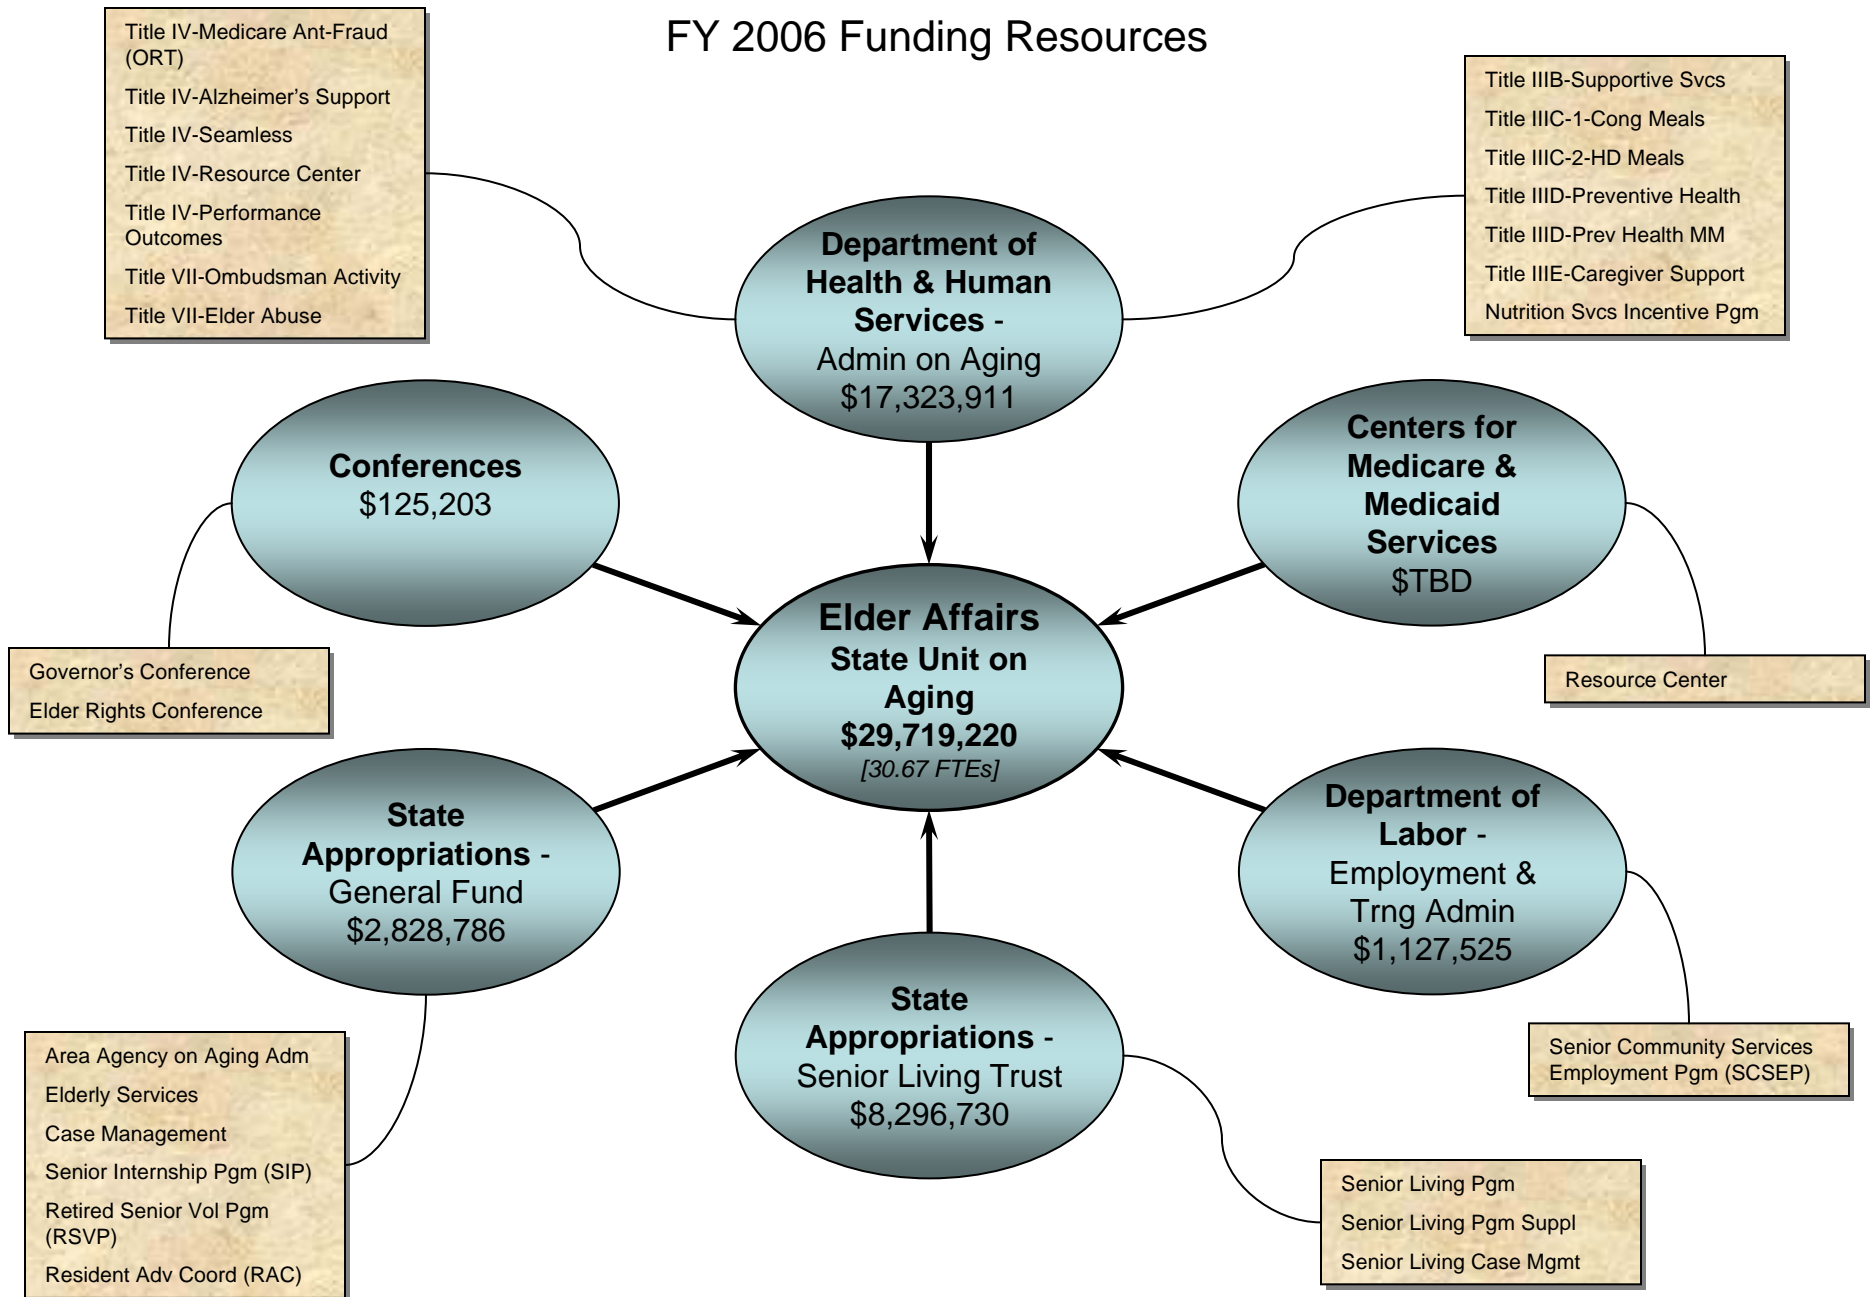 FY 2006 Funding Resources
Title IV-Medicare Ant-Fraud
(ORT)
Title IV-Alzheimer's Support
Title IV-Seamless
Title IV-Resource Center
Title IV-Performance
Outcomes
Title VII-Ombudsman Activity
Title VII-Elder Abuse
Title IIIB-Supportive Svcs
Title IIIC-1-Cong Meals
Title IIIC-2-HD Meals
Title IIID-Preventive Health
Title IIID-Prev Health MM
Title IIIE-Caregiver Support
Nutrition Svcs Incentive Pgm
Department of
Health & Human
Services -
Admin on Aging
$17,323,911
Conferences
$125,203
Centers for
Medicare &
Medicaid
Services
$TBD
Elder Affairs
State Unit on
Aging
$29,719,220
[30.67 FTEs]
Governor's Conference
Elder Rights Conference
Resource Center
State
Appropriations -
General Fund
$2,828,786
Department of
Labor -
Employment &
Trng Admin
$1,127,525
State
Appropriations -
Senior Living Trust
$8,296,730
Area Agency on Aging Adm
Elderly Services
Case Management
Senior Internship Pgm (SIP)
Retired Senior Vol Pgm
(RSVP)
Resident Adv Coord (RAC)
Senior Community Services
Employment Pgm (SCSEP)
Senior Living Pgm
Senior Living Pgm Suppl
Senior Living Case Mgmt